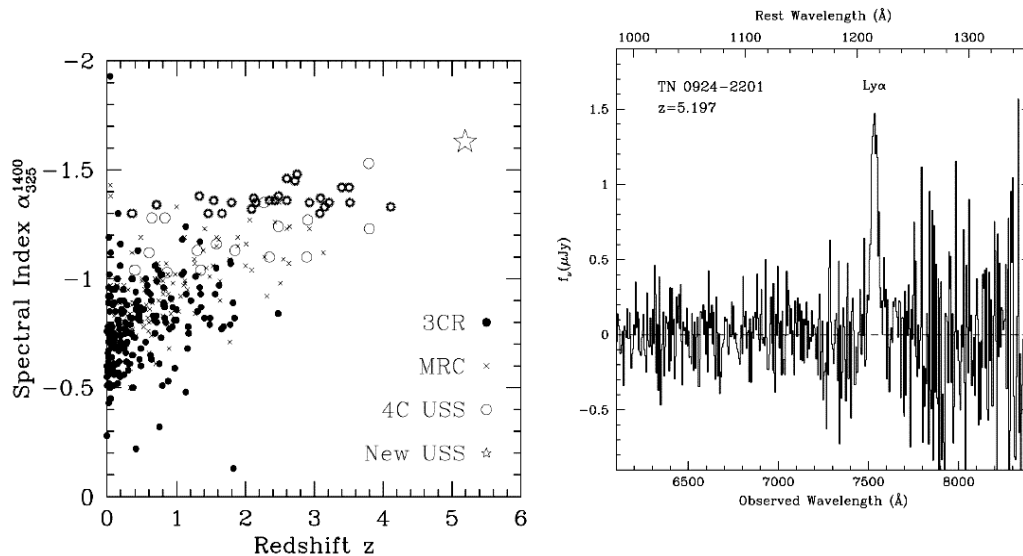 -2
-1.5
-1
-0.5
0
Spectral Index α₃₂₅¹⁴⁰⁰
3CR
MRC
4C USS
New USS
0 1 2 3 4 5 6
Redshift z
Rest Wavelength (Å)
1000 1100 1200 1300
TN 0924-2201
z=5.197
Lyα
1.5
1
0.5
0
-0.5
fᵥ(μJy)
6500 7000 7500 8000
Observed Wavelength (Å)